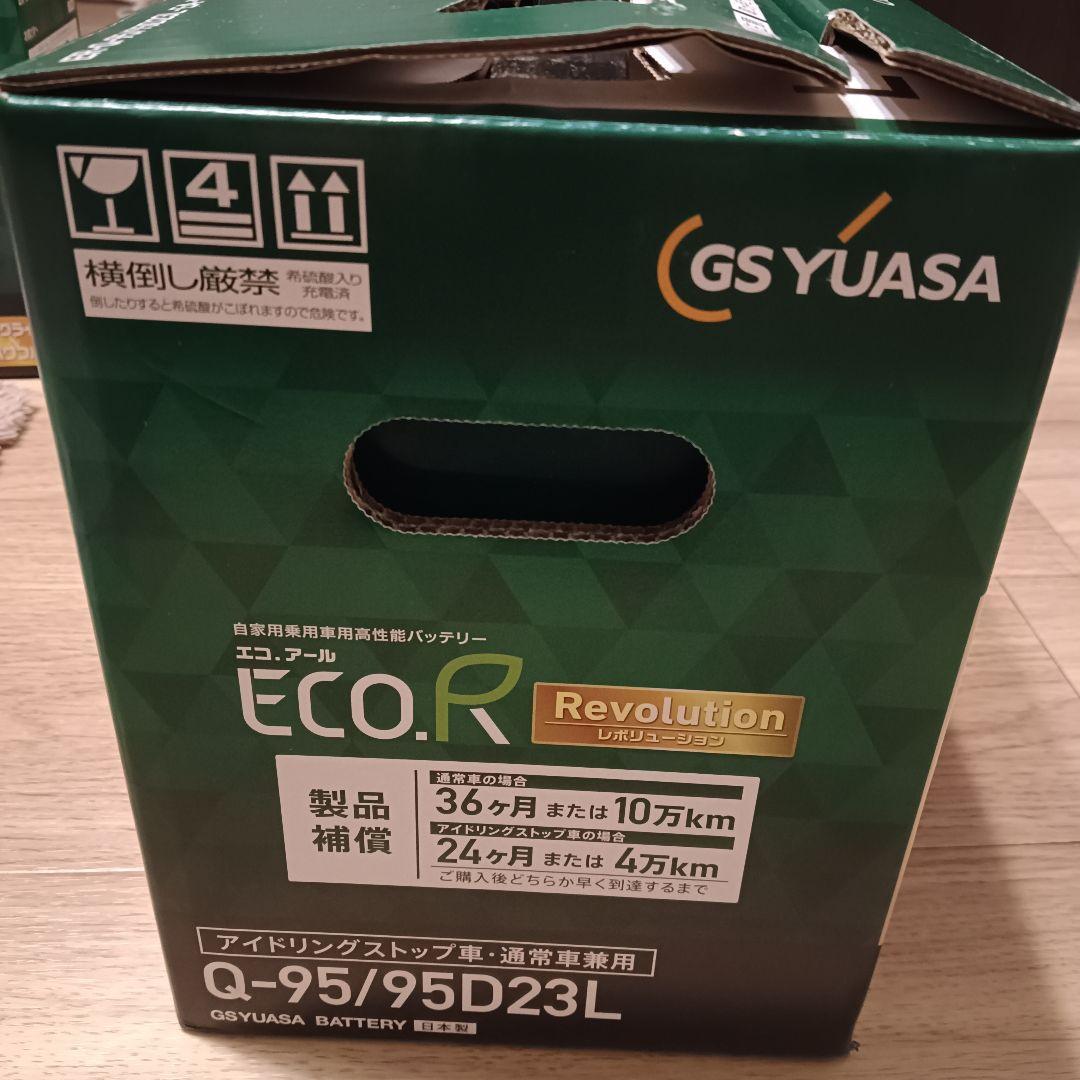 4
横倒し厳禁 希硫酸入り 充電済
倒したりすると希硫酸がこぼれますので危険です。
GS YUASA
自家用乗用車用高性能バッテリー
エコ.アール
ECO.R Revolution
レボリューション
製品補償
通常車の場合
36ヶ月 または 10万km
アイドリングストップ車の場合
24ヶ月 または 4万km
ご購入後どちらか早く到達するまで
アイドリングストップ車・通常車兼用
Q-95/95D23L
GSYUASA BATTERY 日本製